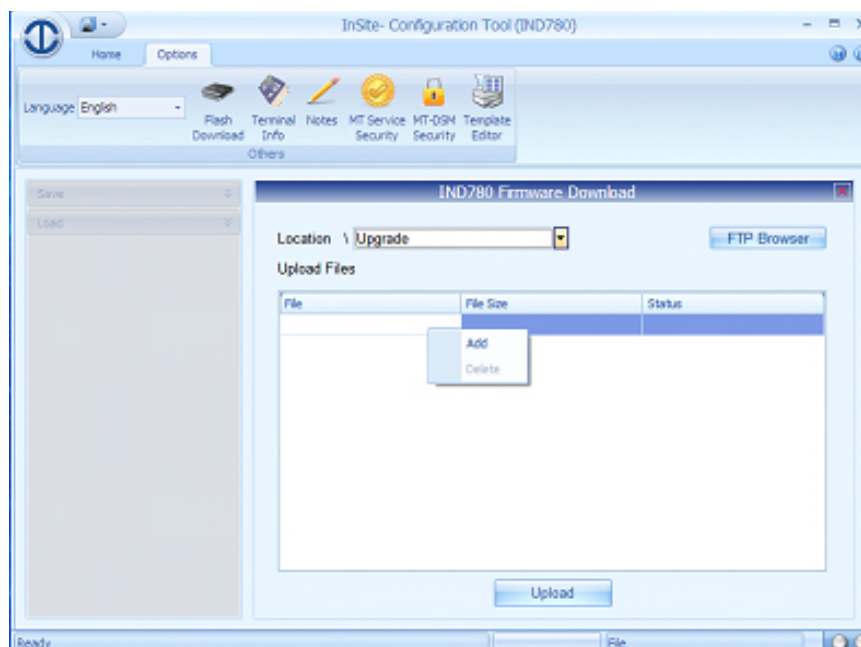 InSite- Configuration Tool (IND780)
Home Options
Language English
Flash Download
Terminal Info
Notes
MT Service Security
MT-DSM Security
Template Editor
Others
Save
Load
IND780 Firmware Download
Location \ Upgrade
FTP Browser
Upload Files
File File Size Status
Add
Delete
Upload
Ready File